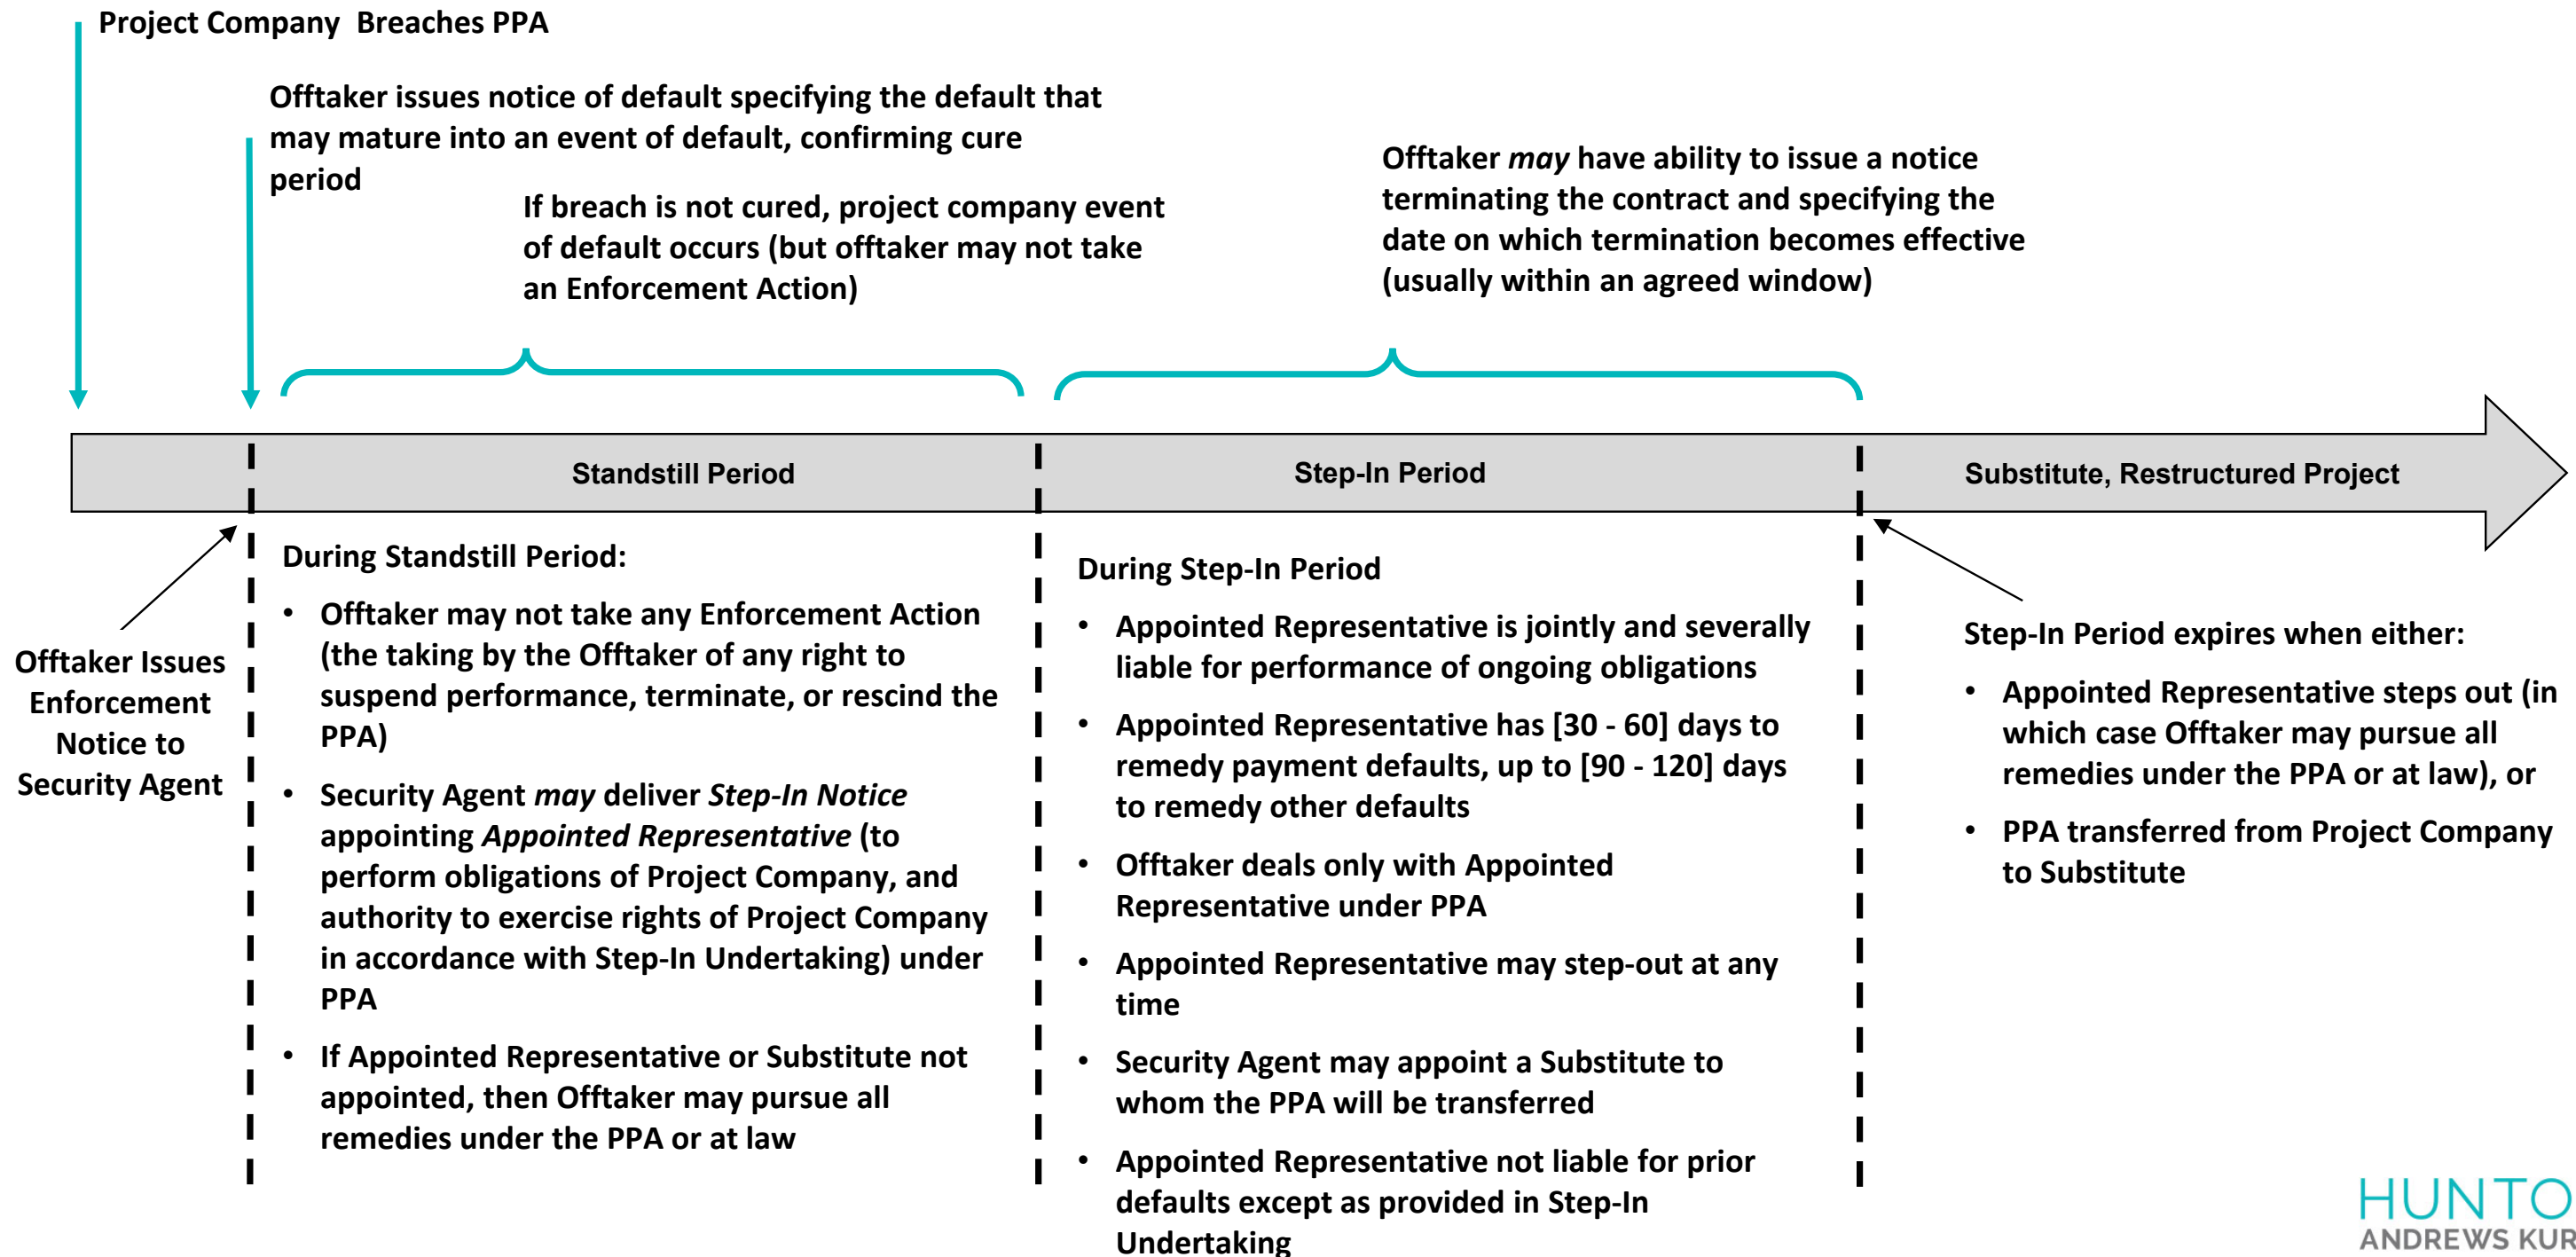 Project Company  Breaches PPA
Offtaker issues notice of default specifying the default that
may mature into an event of default, confirming cure
period
If breach is not cured, project company event
of default occurs (but offtaker may not take
an Enforcement Action)
Offtaker may have ability to issue a notice
terminating the contract and specifying the
date on which termination becomes effective
(usually within an agreed window)
Standstill Period
Step-In Period
Substitute, Restructured Project
Offtaker Issues
Enforcement
Notice to
Security Agent
During Standstill Period:
• Offtaker may not take any Enforcement Action
(the taking by the Offtaker of any right to
suspend performance, terminate, or rescind the
PPA)
• Security Agent may deliver Step-In Notice
appointing Appointed Representative (to
perform obligations of Project Company, and
authority to exercise rights of Project Company
in accordance with Step-In Undertaking) under
PPA
• If Appointed Representative or Substitute not
appointed, then Offtaker may pursue all
remedies under the PPA or at law
During Step-In Period
• Appointed Representative is jointly and severally
liable for performance of ongoing obligations
• Appointed Representative has [30 - 60] days to
remedy payment defaults, up to [90 - 120] days
to remedy other defaults
• Offtaker deals only with Appointed
Representative under PPA
• Appointed Representative may step-out at any
time
• Security Agent may appoint a Substitute to
whom the PPA will be transferred
• Appointed Representative not liable for prior
defaults except as provided in Step-In
Undertaking
Step-In Period expires when either:
• Appointed Representative steps out (in
which case Offtaker may pursue all
remedies under the PPA or at law), or
• PPA transferred from Project Company
to Substitute
HUNTO
ANDREWS KUR